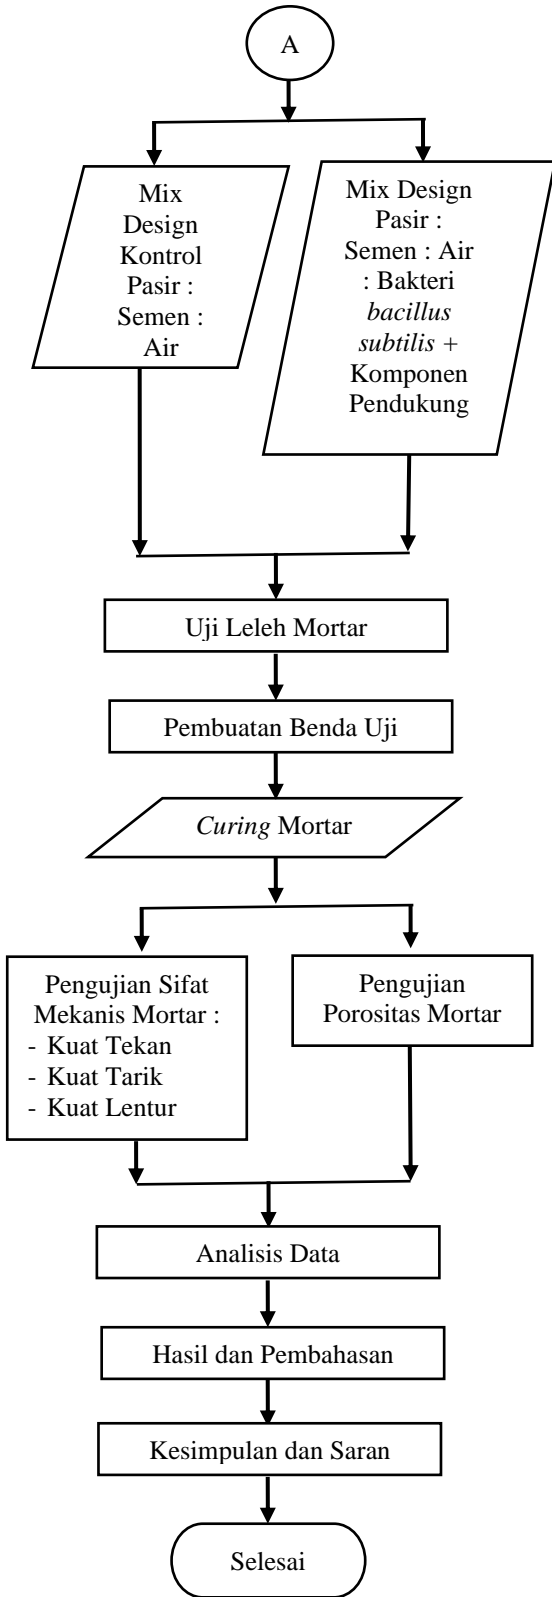 A
Mix
Design
Kontrol
Pasir :
Semen :
Air
Mix Design
Pasir :
Semen : Air
: Bakteri
bacillus
subtilis +
Komponen
Pendukung
Uji Leleh Mortar
Pembuatan Benda Uji
Curing Mortar
Pengujian Sifat
Mekanis Mortar :
- Kuat Tekan
- Kuat Tarik
- Kuat Lentur
Pengujian
Porositas Mortar
Analisis Data
Hasil dan Pembahasan
Kesimpulan dan Saran
Selesai